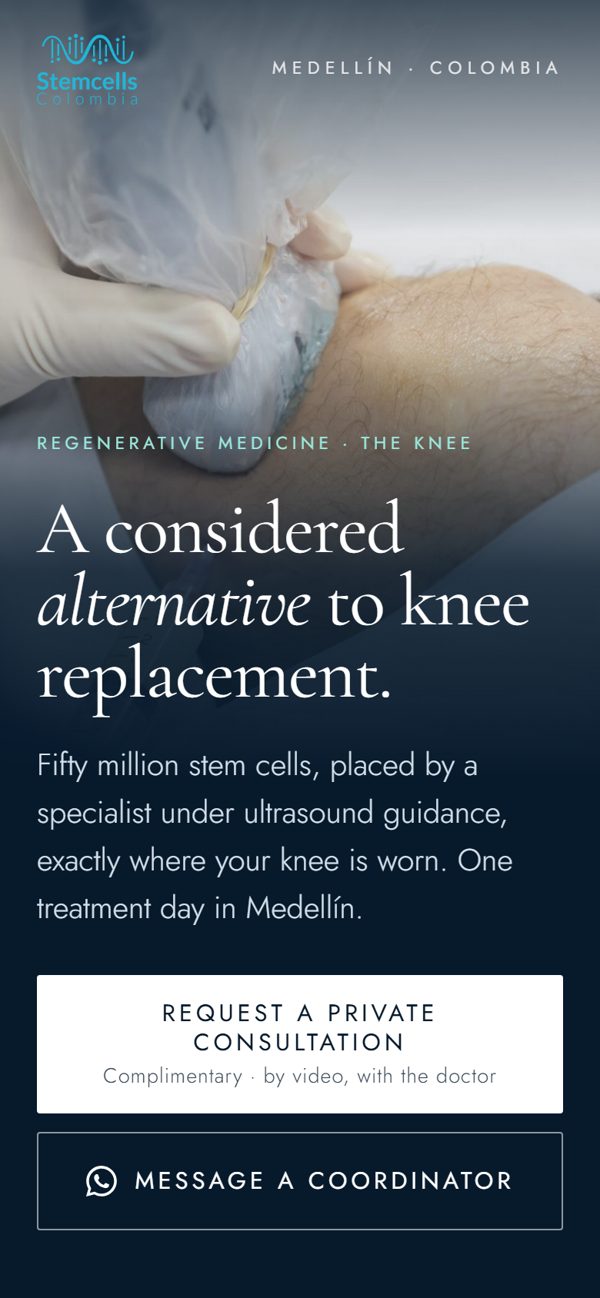 Stemcells
Colombia
MEDELLÍN · COLOMBIA
REGENERATIVE MEDICINE · THE KNEE
A considered
alternative to knee
replacement.
Fifty million stem cells, placed by a
specialist under ultrasound guidance,
exactly where your knee is worn. One
treatment day in Medellín.
REQUEST A PRIVATE
CONSULTATION
Complimentary · by video, with the doctor
MESSAGE A COORDINATOR